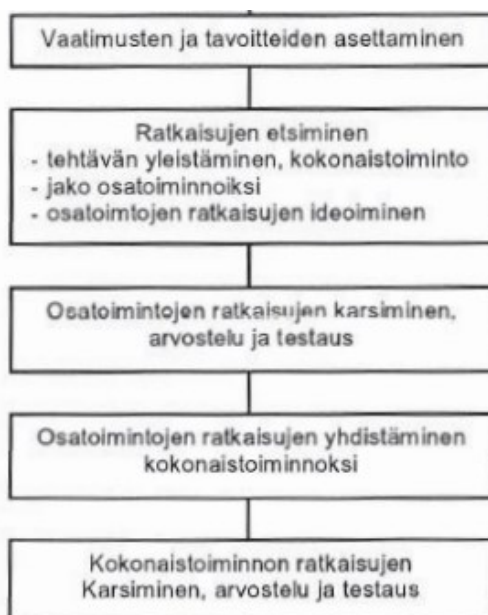 Vaatimusten ja tavoitteiden asettaminen
Ratkaisujen etsiminen
- tehtävän yleistäminen, kokonaistoiminto
- jako osatoiminnoiksi
- osatoimtojen ratkaisujen ideoiminen
Osatoimintojen ratkaisujen karsiminen,
arvostelu ja testaus
Osatoimintojen ratkaisujen yhdistäminen
kokonaistoiminnoksi
Kokonaistoiminnon ratkaisujen
Karsiminen, arvostelu ja testaus